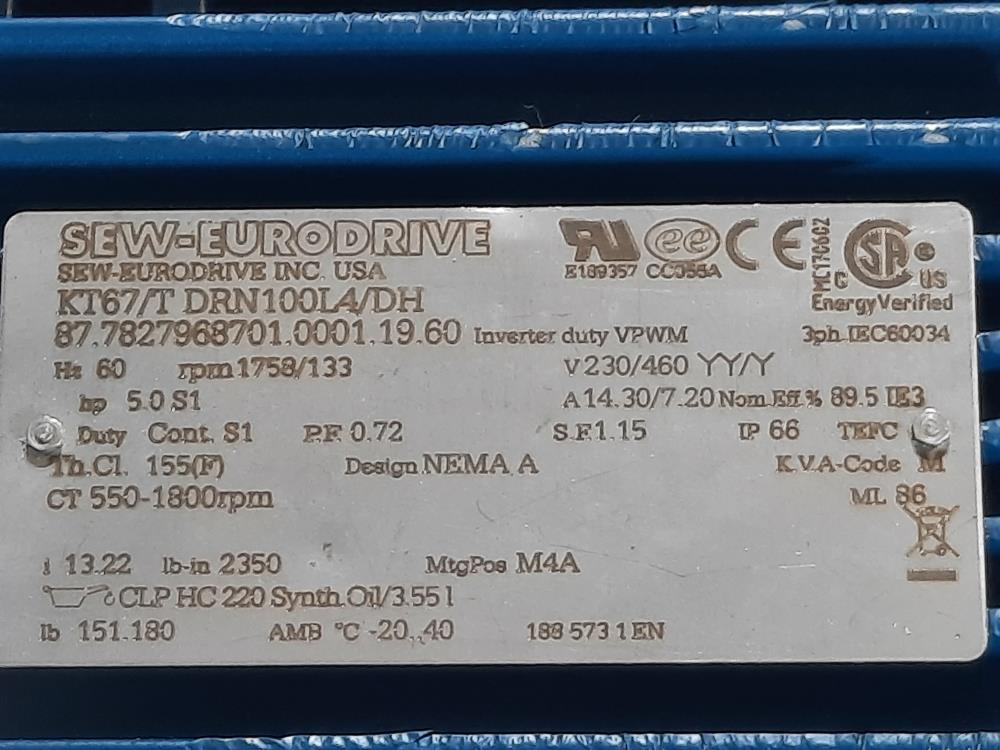 SEW-EURODRIVE
SEW-EURODRIVE INC. USA
E189357 CC056A
C US
Energy Verified
KT67/T DRN100L4/DH
87.7827968701.0001.19.60 Inverter duty VPWM 3ph. IEC60034
Hz 60 rpm 1758/133 V 230/460 YY/Y
hp 5.0 S1 A 14.30/7.20 Nom.Eff.% 89.5 IE3
Duty Cont. S1 P.F. 0.72 S.F.1.15 IP 66 TEFC
Th.Cl. 155(F) Design NEMA A K.V.A-Code M
CT 550-1800rpm ML 86
i 13.22 lb-in 2350 MtgPos M4A
CLP HC 220 Synth.Oil/3.55 l
lb 151.180 AMB °C -20..40 188 573 1 EN